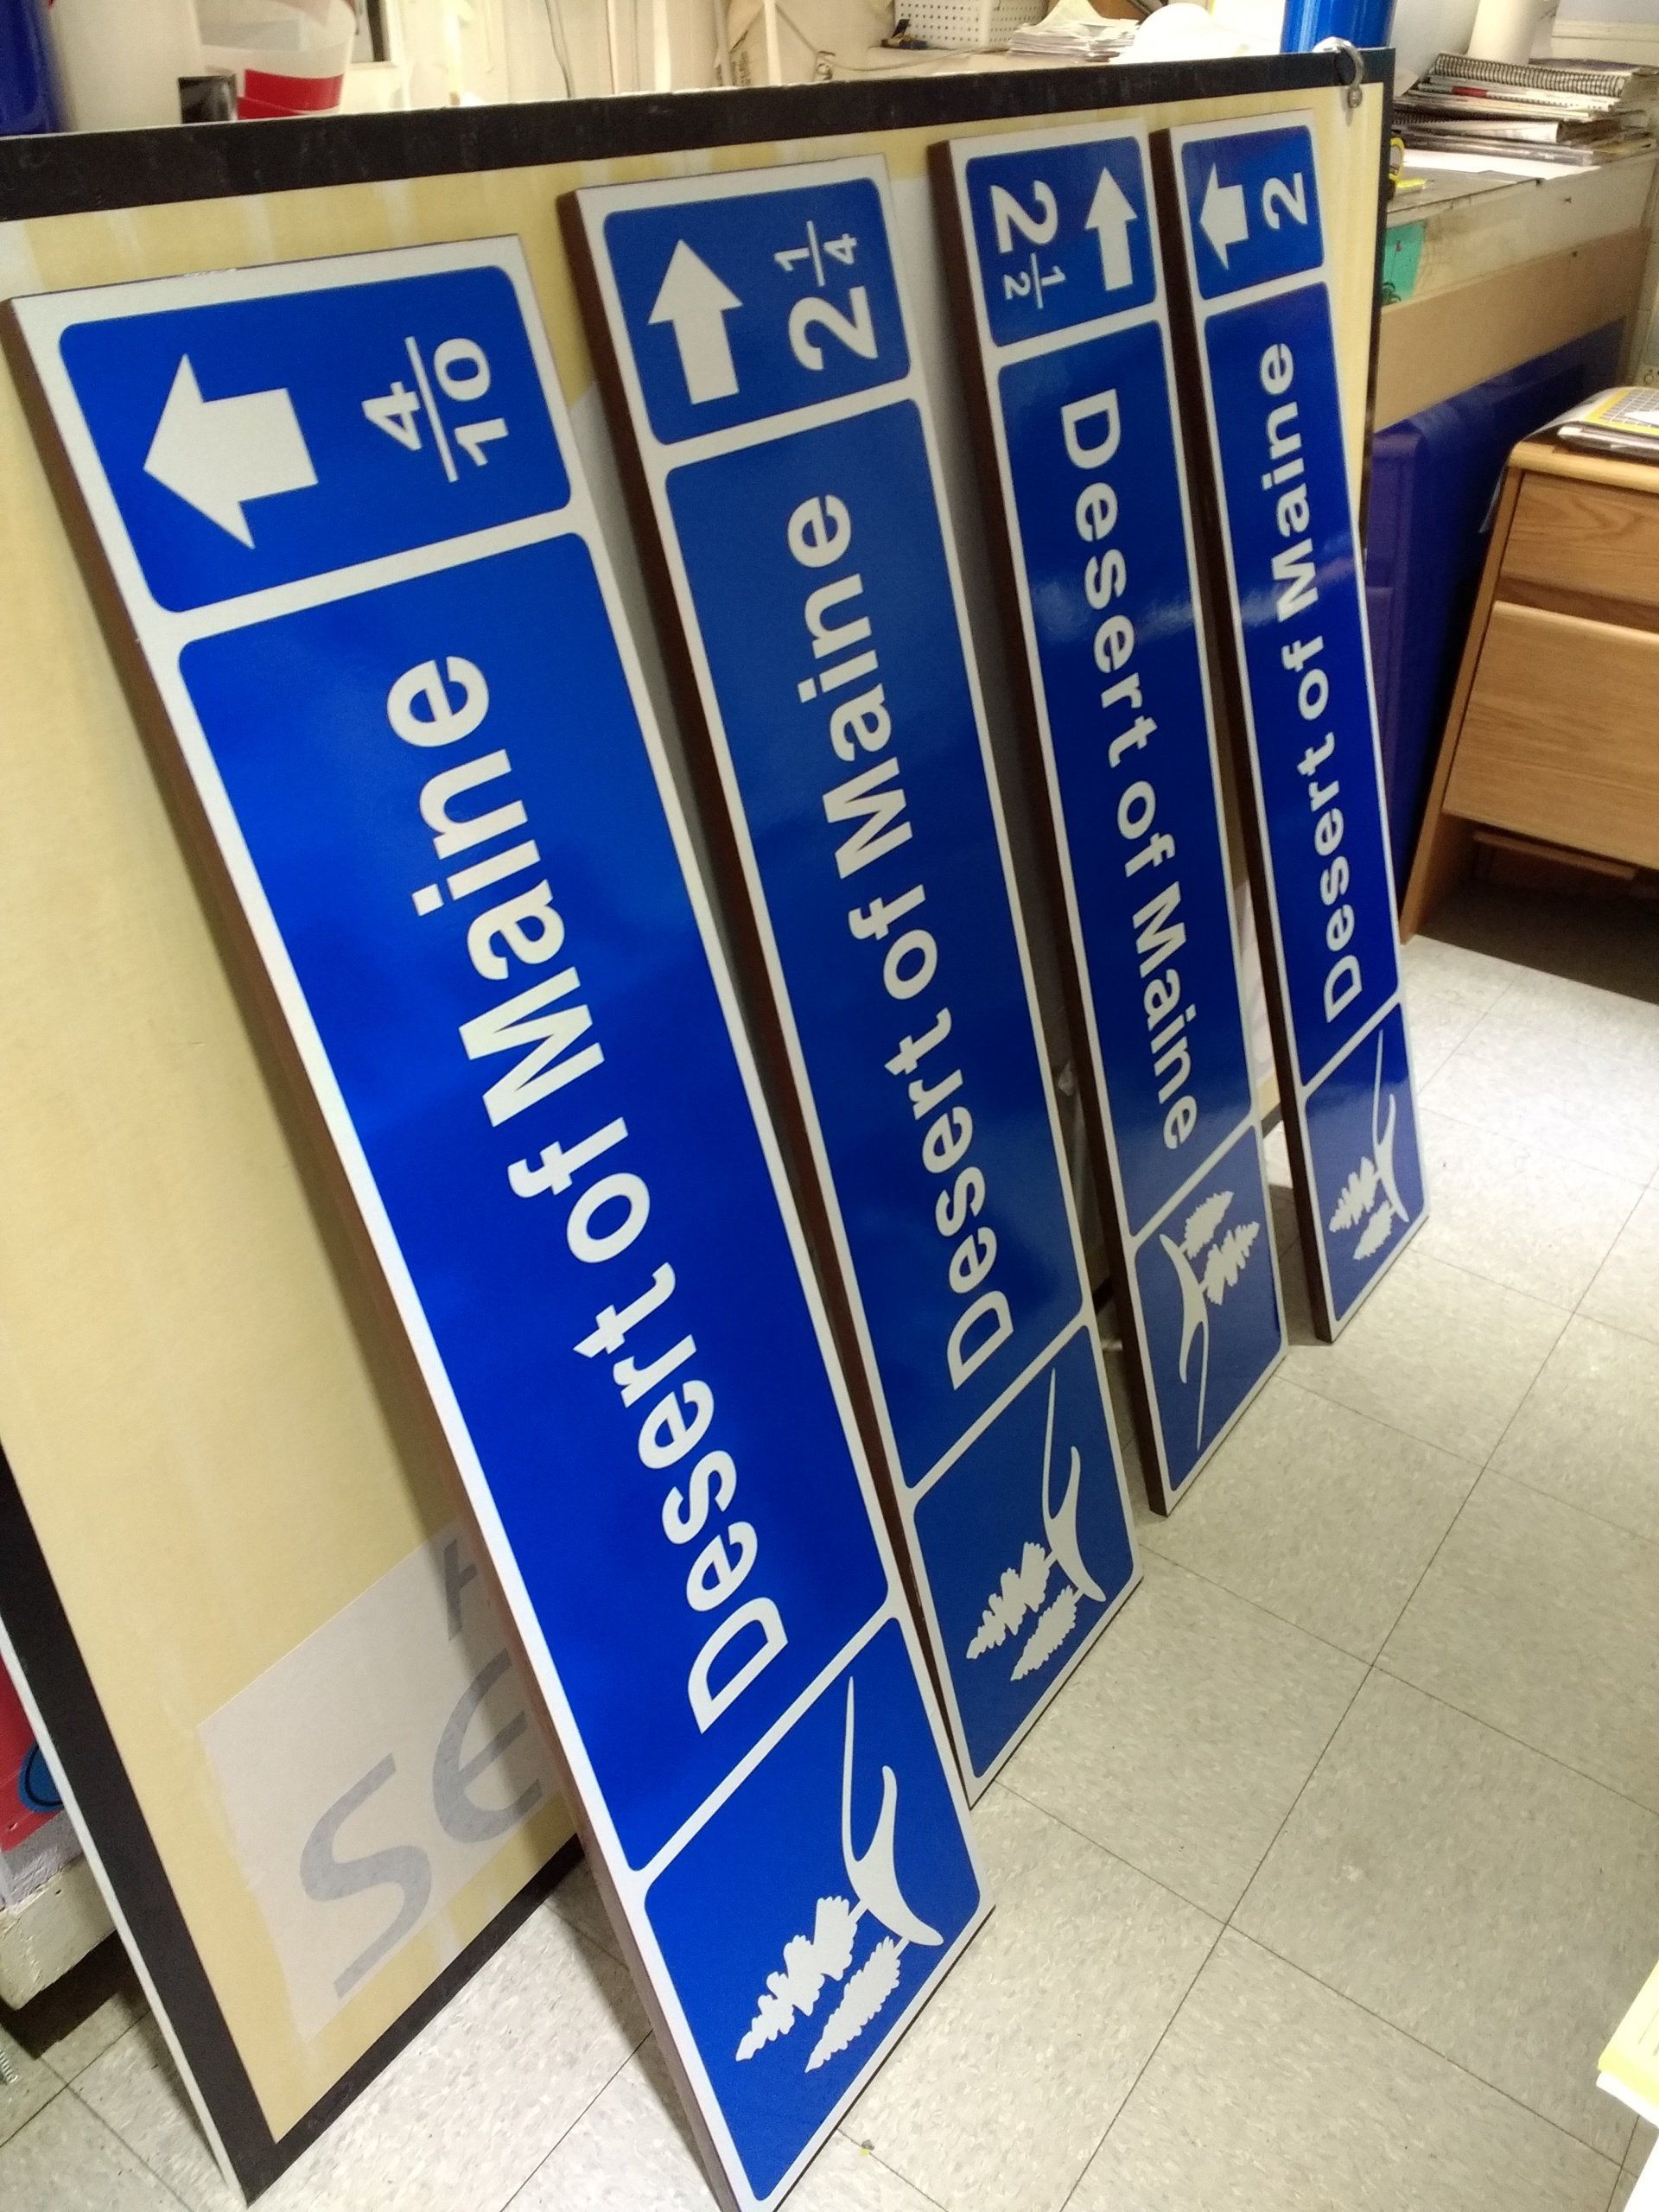 4/10
Desert of Maine
2 1/4
Desert of Maine
2 1/2
Desert of Maine
2
Desert of Maine